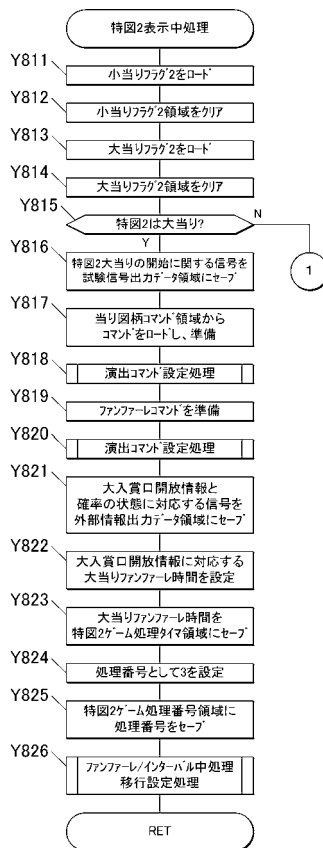 特図2表示中処理
Y811
小当りフラグ2をロード
Y812
小当りフラグ2領域をクリア
Y813
大当りフラグ2をロード
Y814
大当りフラグ2領域をクリア
Y815
特図2は大当り?
N
Y
1
Y816
特図2大当りの開始に関する信号を
試験信号出力データ領域にセーブ
Y817
当り図柄コマンド領域から
コマンドをロードし、準備
Y818
演出コマンド設定処理
Y819
ファンファーレコマンドを準備
Y820
演出コマンド設定処理
Y821
大入賞口開放情報と
確率の状態に対応する信号を
外部情報出力データ領域にセーブ
Y822
大入賞口開放情報に対応する
大当りファンファーレ時間を設定
Y823
大当りファンファーレ時間を
特図2ゲーム処理タイマ領域にセーブ
Y824
処理番号として3を設定
Y825
特図2ゲーム処理番号領域に
処理番号をセーブ
Y826
ファンファーレ/インターバル中処理
移行設定処理
RET